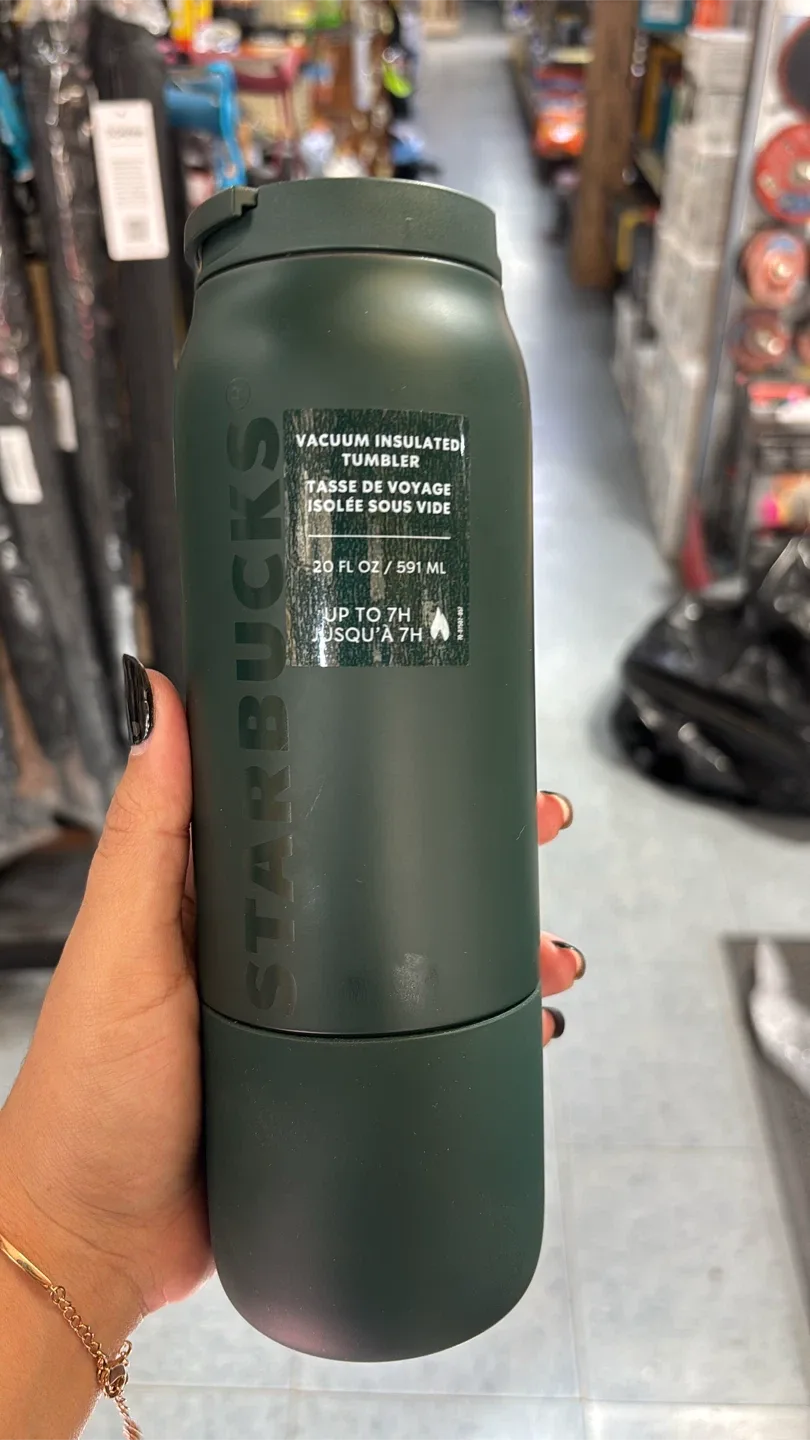 STARBUCKS®
VACUUM INSULATED
TUMBLER
TASSE DE VOYAGE
ISOLÉE SOUS VIDE
20 FL OZ / 591 ML
UP TO 7H
JUSQU'À 7H